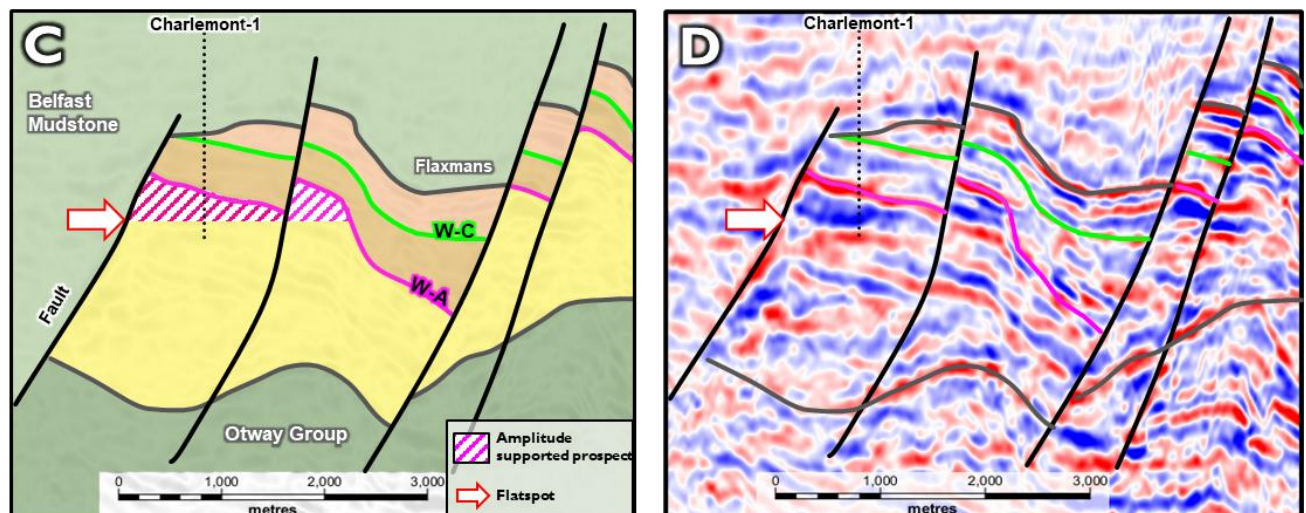 C
Charlemont-1
Belfast
Mudstone
Flaxmans
W-C
W-A
Fault
Otway Group
Amplitude
supported prospect
Flatspot
0 1,000 2,000 3,000
metres
D
Charlemont-1
0 1,000 2,000 3,000
metres